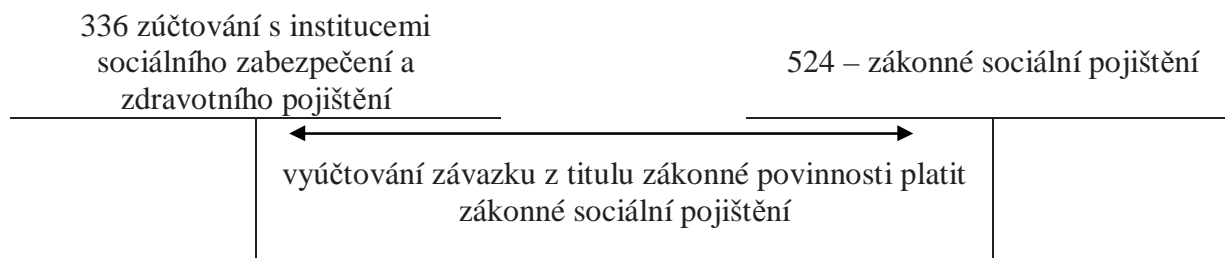 336 zúčtování s institucemi
sociálního zabezpečení a
zdravotního pojištění
524 – zákonné sociální pojištění
vyúčtování závazku z titulu zákonné povinnosti platit
zákonné sociální pojištění